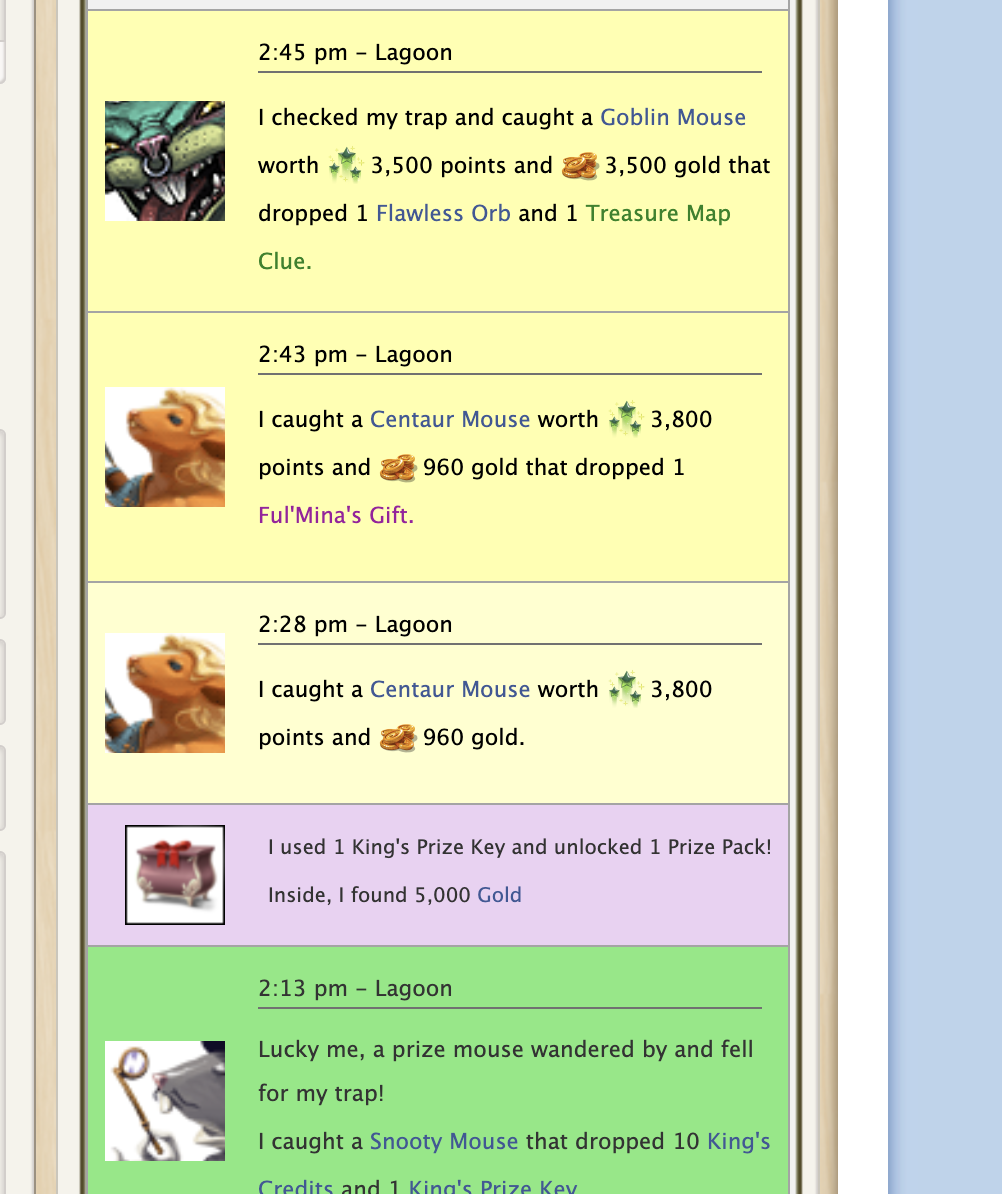 2:45 pm – Lagoon
I checked my trap and caught a Goblin Mouse
worth 3,500 points and 3,500 gold that
dropped 1 Flawless Orb and 1 Treasure Map
Clue.
2:43 pm – Lagoon
I caught a Centaur Mouse worth 3,800
points and 960 gold that dropped 1
Ful'Mina's Gift.
2:28 pm – Lagoon
I caught a Centaur Mouse worth 3,800
points and 960 gold.
I used 1 King's Prize Key and unlocked 1 Prize Pack!
Inside, I found 5,000 Gold
2:13 pm – Lagoon
Lucky me, a prize mouse wandered by and fell
for my trap!
I caught a Snooty Mouse that dropped 10 King's
Credits and 1 King's Prize Key